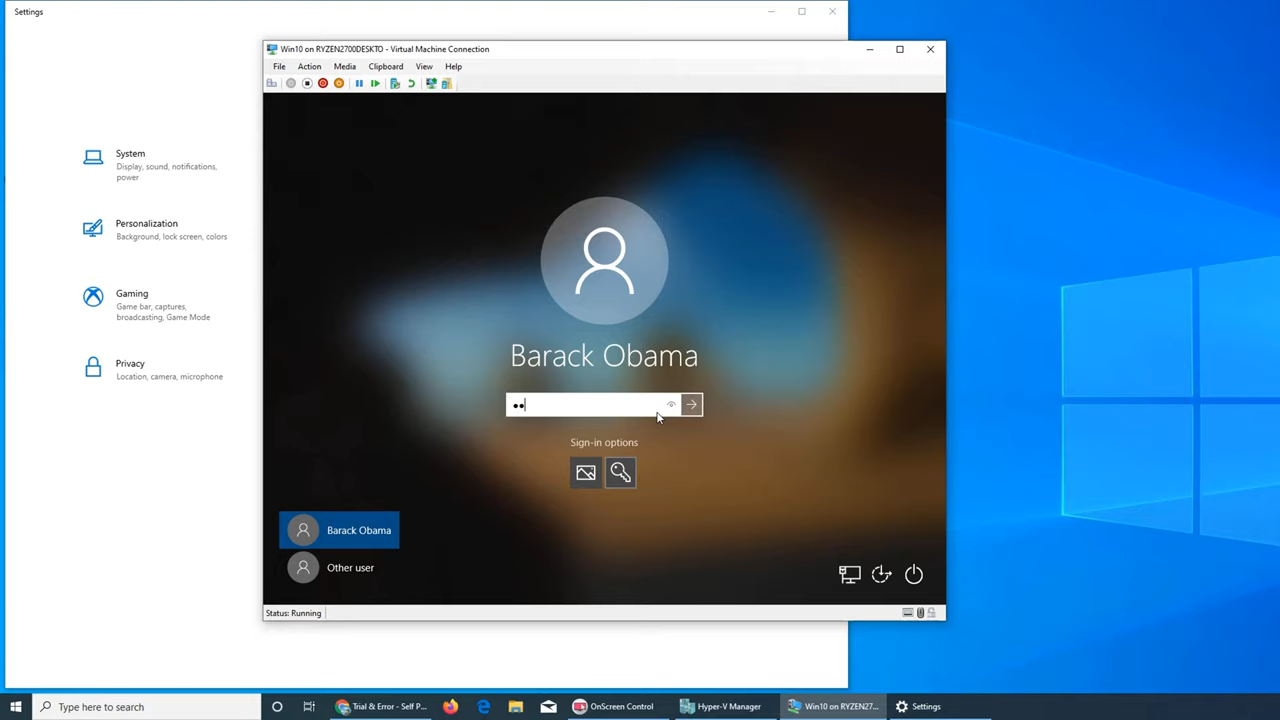 Settings
Win10 on RYZEN2700DESKTO - Virtual Machine Connection
File Action Media Clipboard View Help
System
Display, sound, notifications,
power
Personalization
Background, lock screen, colors
Gaming
Game bar, captures,
broadcasting, Game Mode
Privacy
Location, camera, microphone
Barack Obama
Sign-in options
Barack Obama
Other user
Status: Running
Type here to search
Trial & Error - Self P...
OnScreen Control
Hyper-V Manager
Win10 on RYZEN27...
Settings